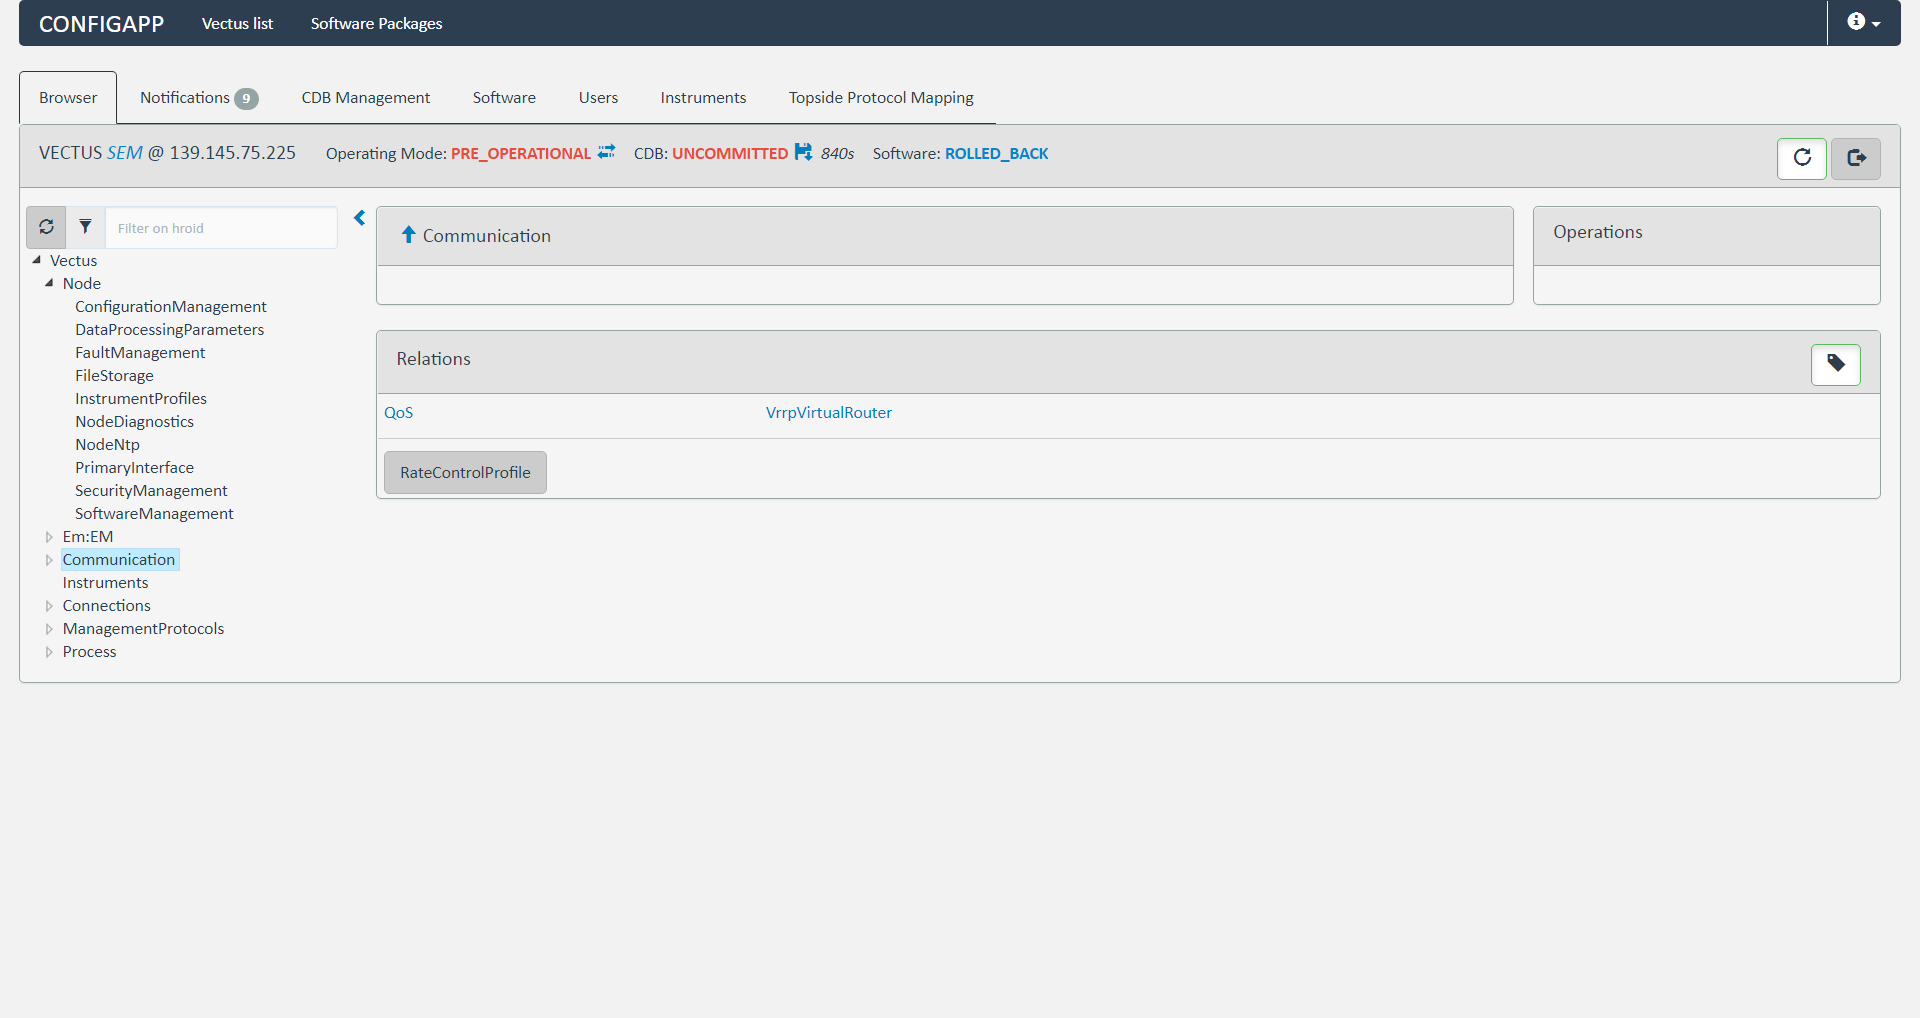 CONFIGAPP Vectus list Software Packages
Browser Notifications 9 CDB Management Software Users Instruments Topside Protocol Mapping
VECTUS SEM @ 139.145.75.225 Operating Mode: PRE_OPERATIONAL CDB: UNCOMMITTED 840s Software: ROLLED_BACK
Filter on hroid
Vectus
Node
ConfigurationManagement
DataProcessingParameters
FaultManagement
FileStorage
InstrumentProfiles
NodeDiagnostics
NodeNtp
PrimaryInterface
SecurityManagement
SoftwareManagement
Em:EM
Communication
Instruments
Connections
ManagementProtocols
Process
Communication
Operations
Relations
QoS VrrpVirtualRouter
RateControlProfile